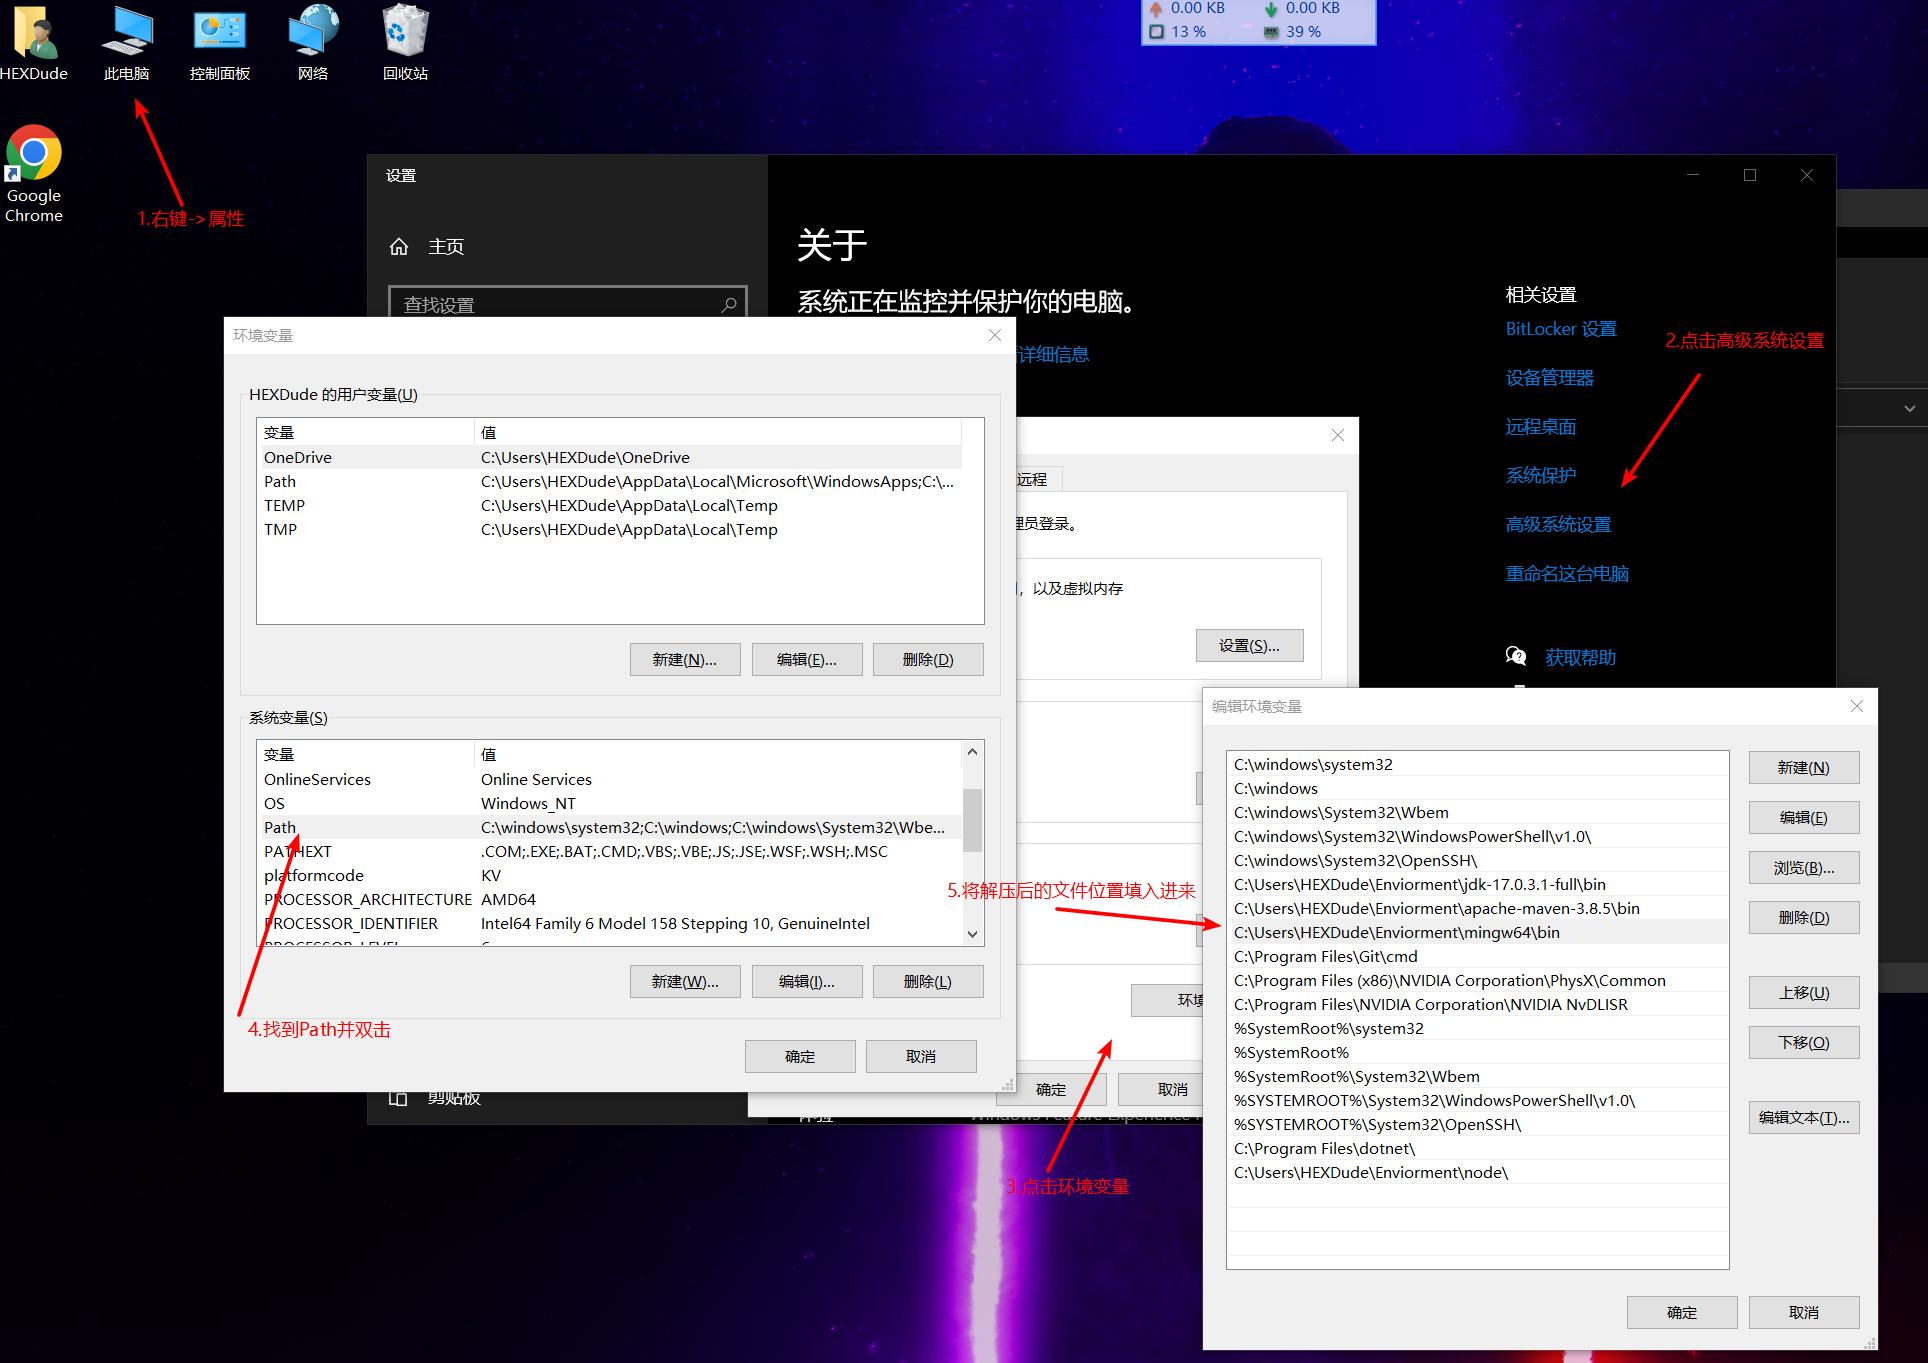 HEXDude
此电脑
控制面板
网络
回收站
0.00 KB
0.00 KB
13 %
39 %
Google
Chrome
1.右键->属性
设置
主页
查找设置
关于
系统正在监控并保护你的电脑。
详细信息
相关设置
BitLocker 设置
设备管理器
远程桌面
系统保护
高级系统设置
重命名这台电脑
获取帮助
2.点击高级系统设置
环境变量
HEXDude 的用户变量(U)
变量 值
OneDrive C:\Users\HEXDude\OneDrive
Path C:\Users\HEXDude\AppData\Local\Microsoft\WindowsApps;C:\...
TEMP C:\Users\HEXDude\AppData\Local\Temp
TMP C:\Users\HEXDude\AppData\Local\Temp
新建(N)... 编辑(E)... 删除(D)
系统变量(S)
变量 值
OnlineServices Online Services
OS Windows_NT
Path C:\windows\system32;C:\windows;C:\windows\System32\Wbe...
PATHEXT .COM;.EXE;.BAT;.CMD;.VBS;.VBE;.JS;.JSE;.WSF;.WSH;.MSC
platformcode KV
PROCESSOR_ARCHITECTURE AMD64
PROCESSOR_IDENTIFIER Intel64 Family 6 Model 158 Stepping 10, GenuineIntel
PROCESSOR_LEVEL 6
新建(W)... 编辑(I)... 删除(L)
4.找到Path并双击
确定 取消
剪贴板
远程
理员登录。
，以及虚拟内存
设置(S)...
环境
确定 取消
体验 Windows Feature Experience
3.点击环境变量
5.将解压后的文件位置填入进来
编辑环境变量
C:\windows\system32
C:\windows
C:\windows\System32\Wbem
C:\windows\System32\WindowsPowerShell\v1.0\
C:\windows\System32\OpenSSH\
C:\Users\HEXDude\Enviorment\jdk-17.0.3.1-full\bin
C:\Users\HEXDude\Enviorment\apache-maven-3.8.5\bin
C:\Users\HEXDude\Enviorment\mingw64\bin
C:\Program Files\Git\cmd
C:\Program Files (x86)\NVIDIA Corporation\PhysX\Common
C:\Program Files\NVIDIA Corporation\NVIDIA NvDLISR
%SystemRoot%\system32
%SystemRoot%
%SystemRoot%\System32\Wbem
%SYSTEMROOT%\System32\WindowsPowerShell\v1.0\
%SYSTEMROOT%\System32\OpenSSH\
C:\Program Files\dotnet\
C:\Users\HEXDude\Enviorment\node\
新建(N)
编辑(E)
浏览(B)...
删除(D)
上移(U)
下移(O)
编辑文本(T)...
确定 取消